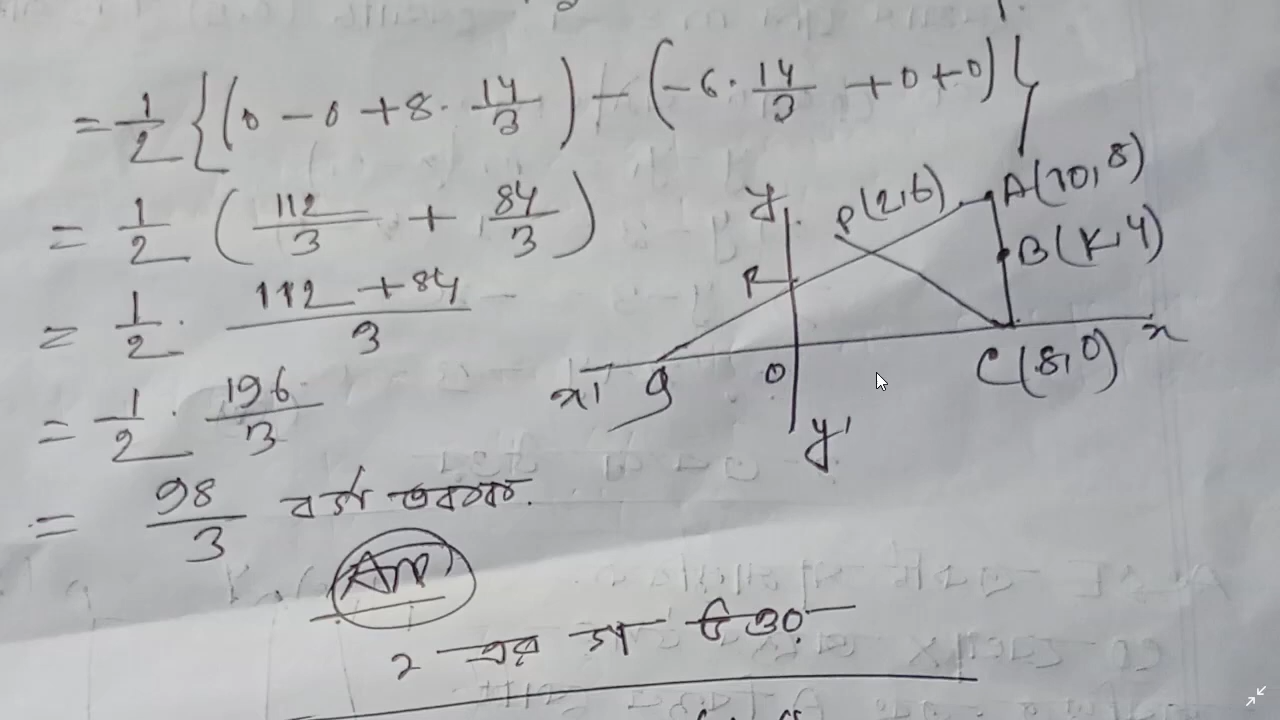 = 1/2 {(0 - 0 + 8 · 14/3) - (-6 · 14/3 + 0 + 0)}
= 1/2 (112/3 + 84/3)
= 1/2 · (112 + 84)/3
= 1/2 · 196/3
= 98/3 বর্গ একক
Ans
২ এর
y
P(2,6)
A(10,8)
B(K,4)
R
x'
Q
O
C(8,0)
x
y'